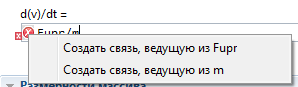 d(v)/dt =
Fupr/m
Создать связь, ведущую из Fupr
Создать связь, ведущую из m
Размерности массива